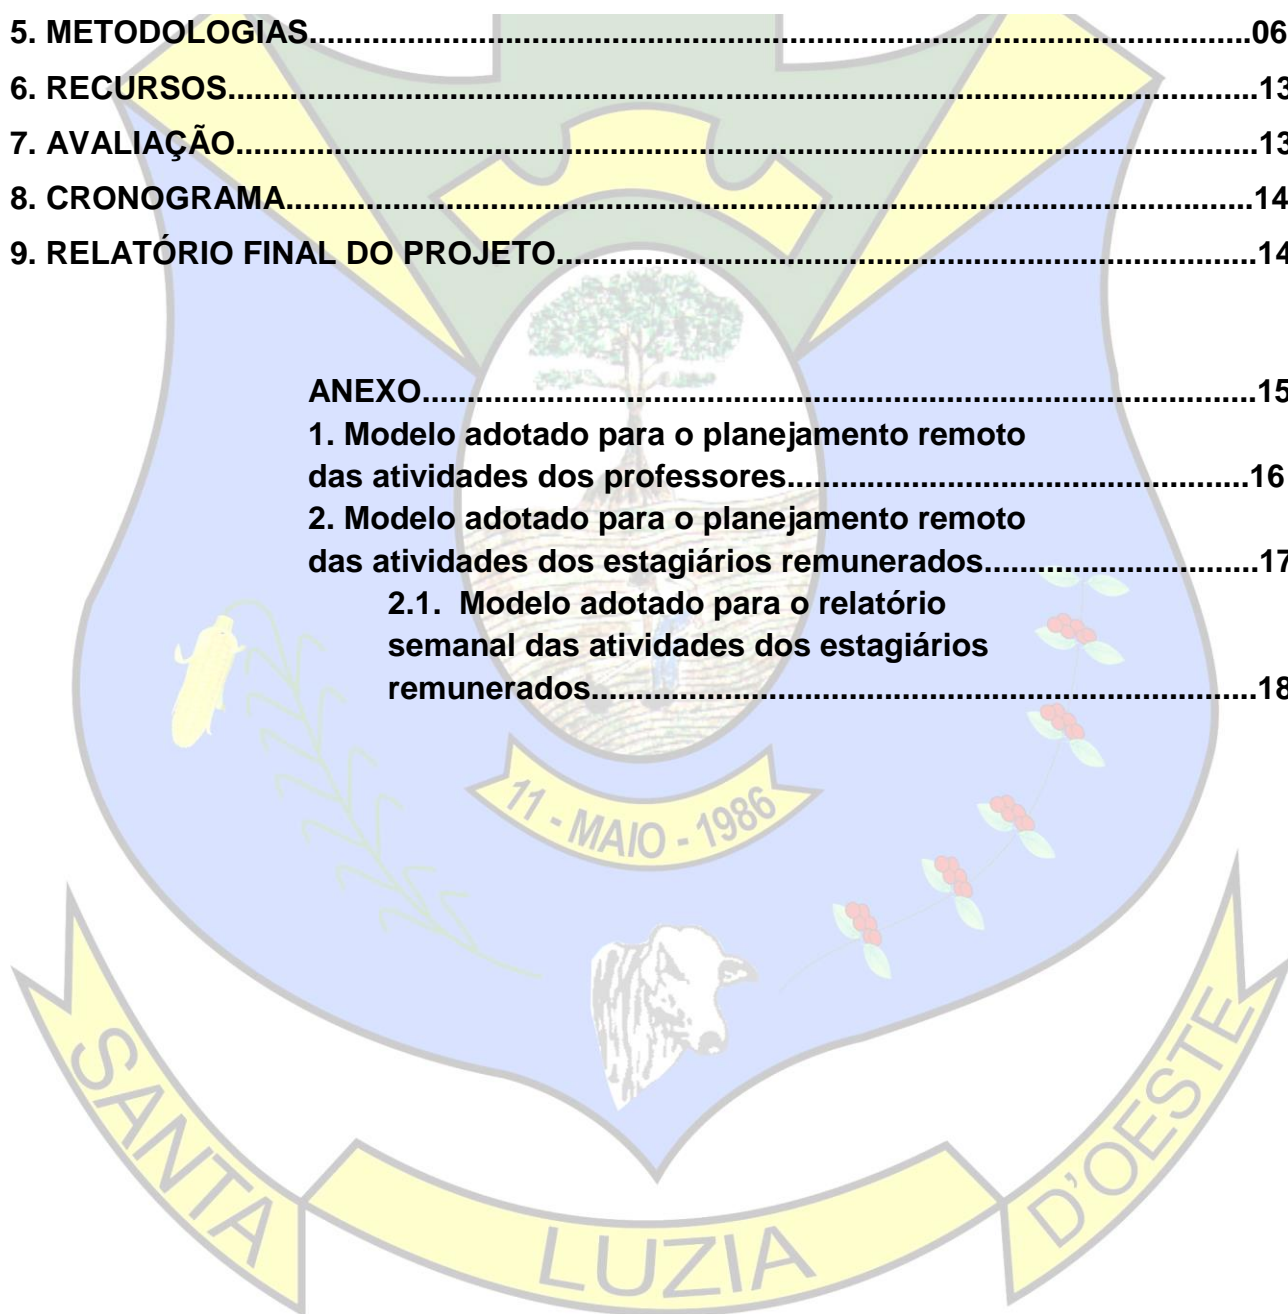 5. METODOLOGIAS..........................................................................................................06
6. RECURSOS...................................................................................................................13
7. AVALIAÇÃO..................................................................................................................13
8. CRONOGRAMA............................................................................................................14
9. RELATÓRIO FINAL DO PROJETO..............................................................................14
ANEXO..............................................................................................15
1. Modelo adotado para o planejamento remoto
das atividades dos professores....................................................16
2. Modelo adotado para o planejamento remoto
das atividades dos estagiários remunerados...............................17
2.1. Modelo adotado para o relatório
semanal das atividades dos estagiários
remunerados...........................................................................18
11 - MAIO - 1986
SANTA LUZIA D'OESTE